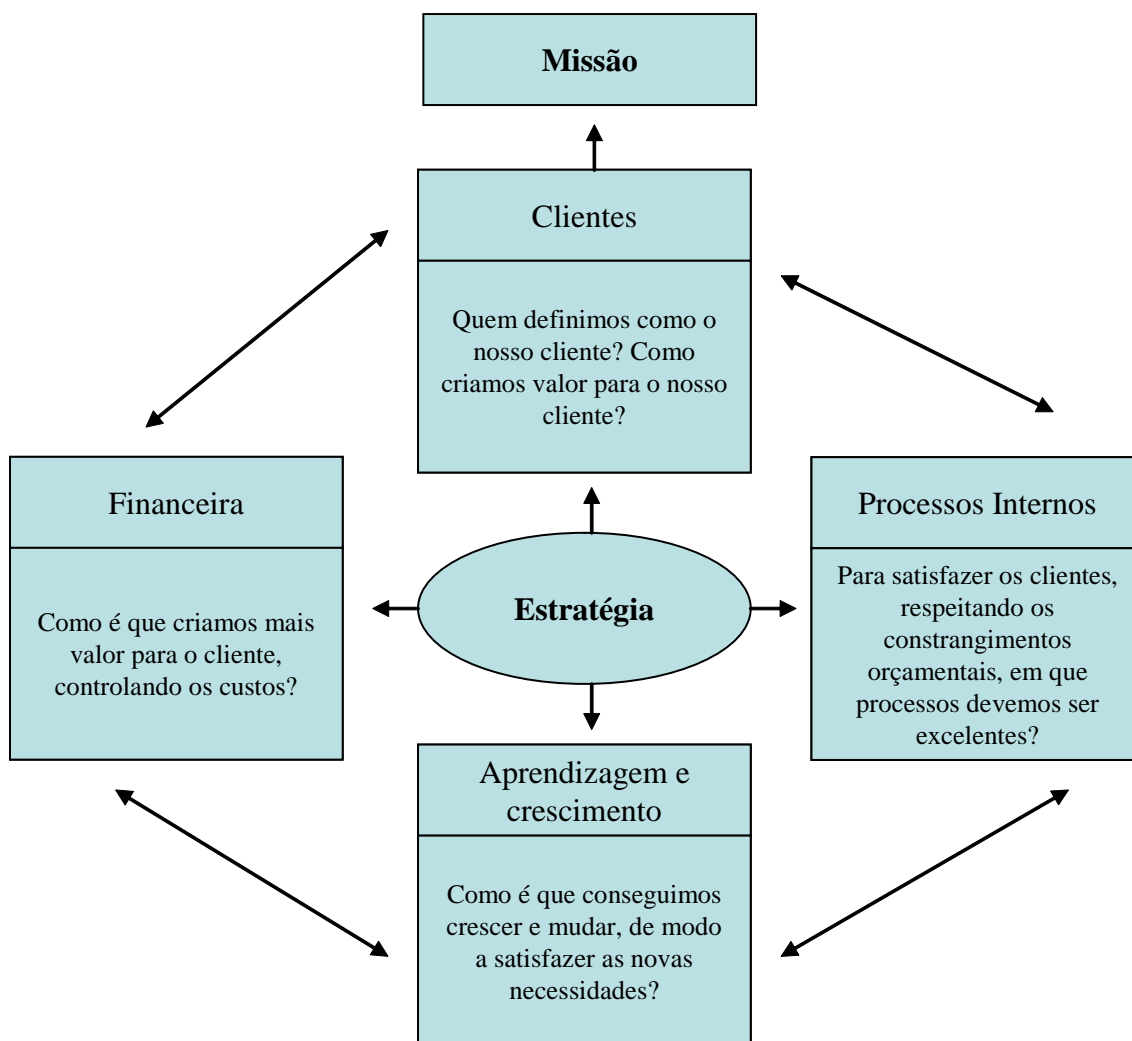 Missão
Clientes
Quem definimos como o
nosso cliente? Como
criamos valor para o nosso
cliente?
Financeira
Como é que criamos mais
valor para o cliente,
controlando os custos?
Estratégia
Processos Internos
Para satisfazer os clientes,
respeitando os
constrangimentos
orçamentais, em que
processos devemos ser
excelentes?
Aprendizagem e
crescimento
Como é que conseguimos
crescer e mudar, de modo
a satisfazer as novas
necessidades?